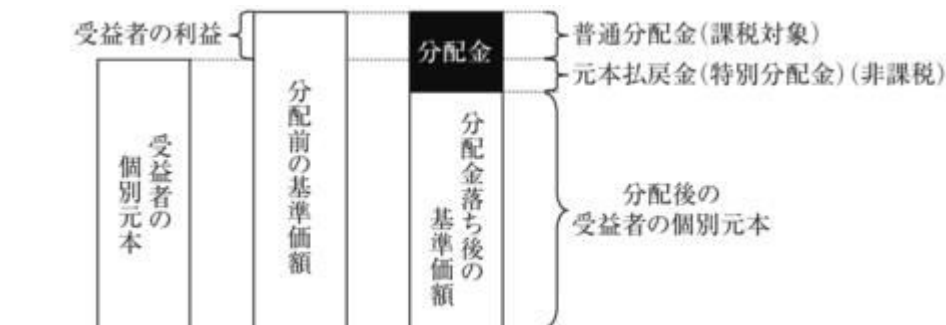 受益者の利益
受益者の
個別元本
分配前の基準価額
分配金
分配金落ち後の
基準価額
普通分配金(課税対象)
元本払戻金(特別分配金)(非課税)
分配後の
受益者の個別元本